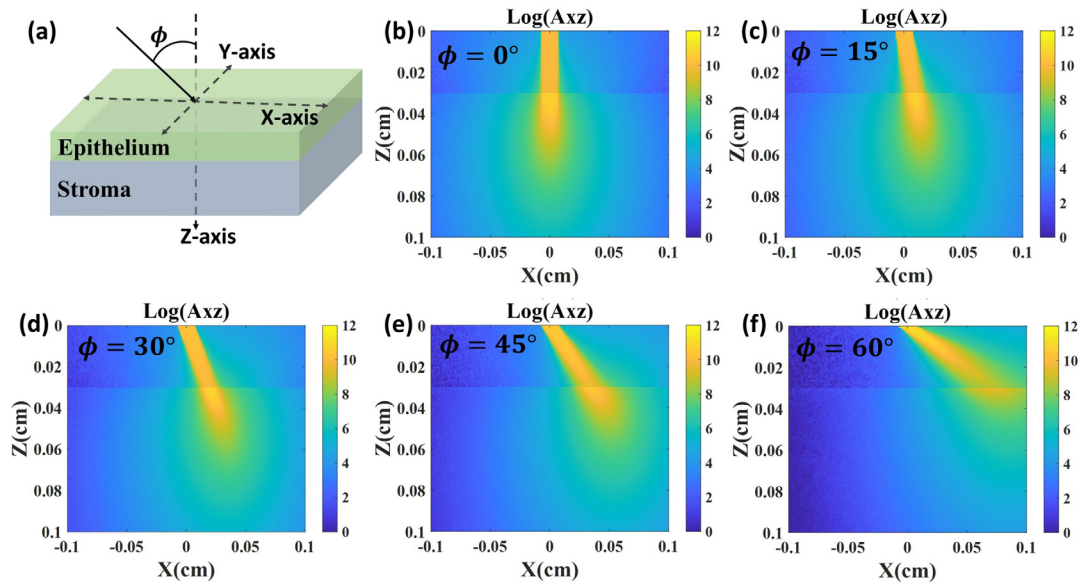 (a)
ϕ
Y-axis
X-axis
Epithelium
Stroma
Z-axis
(b)
Log(Axz)
ϕ = 0°
0
0.02
0.04
0.06
0.08
0.1
Z(cm)
-0.1
-0.05
0
0.05
0.1
X(cm)
12
10
8
6
4
2
0
(c)
Log(Axz)
ϕ = 15°
0
0.02
0.04
0.06
0.08
0.1
Z(cm)
-0.1
-0.05
0
0.05
0.1
X(cm)
12
10
8
6
4
2
0
(d)
Log(Axz)
ϕ = 30°
0
0.02
0.04
0.06
0.08
0.1
Z(cm)
-0.1
-0.05
0
0.05
0.1
X(cm)
12
10
8
6
4
2
0
(e)
Log(Axz)
ϕ = 45°
0
0.02
0.04
0.06
0.08
0.1
Z(cm)
-0.1
-0.05
0
0.05
0.1
X(cm)
12
10
8
6
4
2
0
(f)
Log(Axz)
ϕ = 60°
0
0.02
0.04
0.06
0.08
0.1
Z(cm)
-0.1
-0.05
0
0.05
0.1
X(cm)
12
10
8
6
4
2
0